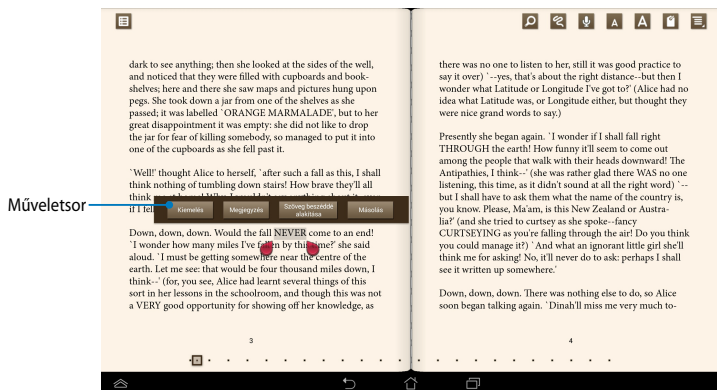 dark to see anything; then she looked at the sides of the well,
and noticed that they were filled with cupboards and book-
shelves; here and there she saw maps and pictures hung upon
pegs. She took down a jar from one of the shelves as she
passed; it was labelled `ORANGE MARMALADE', but to her
great disappointment it was empty: she did not like to drop
the jar for fear of killing somebody, so managed to put it into
one of the cupboards as she fell past it.
`Well!' thought Alice to herself, `after such a fall as this, I shall
think nothing of tumbling down stairs! How brave they'll all
if I fell
Műveletsor
Kiemelés
Megjegyzés
Szöveg beszéddé
alakítása
Másolás
Down, down, down. Would the fall NEVER come to an end!
`I wonder how many miles I've fallen by this time?' she said
aloud. `I must be getting somewhere near the centre of the
earth. Let me see: that would be four thousand miles down, I
think--' (for, you see, Alice had learnt several things of this
sort in her lessons in the schoolroom, and though this was not
a VERY good opportunity for showing off her knowledge, as
3
A
A
there was no one to listen to her, still it was good practice to
say it over) `--yes, that's about the right distance--but then I
wonder what Latitude or Longitude I've got to?' (Alice had no
idea what Latitude was, or Longitude either, but thought they
were nice grand words to say.)
Presently she began again. `I wonder if I shall fall right
THROUGH the earth! How funny it'll seem to come out
among the people that walk with their heads downward! The
Antipathies, I think--' (she was rather glad there WAS no one
listening, this time, as it didn't sound at all the right word) `--
but I shall have to ask them what the name of the country is,
you know. Please, Ma'am, is this New Zealand or Austra-
lia?' (and she tried to curtsey as she spoke--fancy
CURTSEYING as you're falling through the air! Do you think
you could manage it?) `And what an ignorant little girl she'll
think me for asking! No, it'll never do to ask: perhaps I shall
see it written up somewhere.'
Down, down, down. There was nothing else to do, so Alice
soon began talking again. `Dinah'll miss me very much to-
4